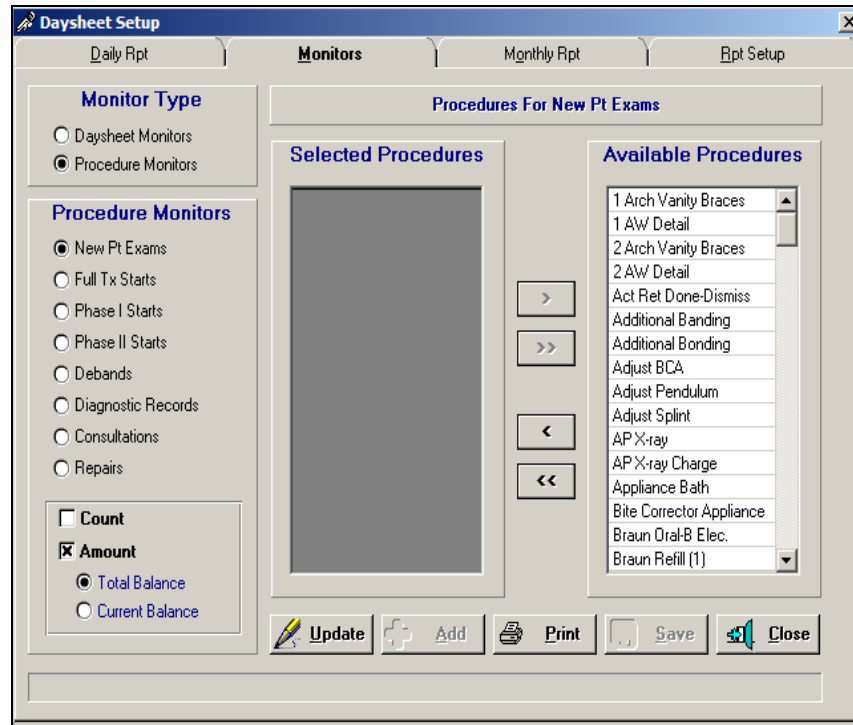 Daysheet Setup
Daily Rpt
Monitors
Monthly Rpt
Rpt Setup
Monitor Type
Daysheet Monitors
Procedure Monitors
Procedures For New Pt Exams
Procedure Monitors
New Pt Exams
Full Tx Starts
Phase I Starts
Phase II Starts
Debands
Diagnostic Records
Consultations
Repairs
Count
Amount
Total Balance
Current Balance
Selected Procedures
>
>>
<
<<
Available Procedures
1 Arch Vanity Braces
1 AW Detail
2 Arch Vanity Braces
2 AW Detail
Act Ret Done-Dismiss
Additional Banding
Additional Bonding
Adjust BCA
Adjust Pendulum
Adjust Splint
AP X-ray
AP X-ray Charge
Appliance Bath
Bite Corrector Appliance
Braun Oral-B Elec.
Braun Refill (1)
Update
Add
Print
Save
Close